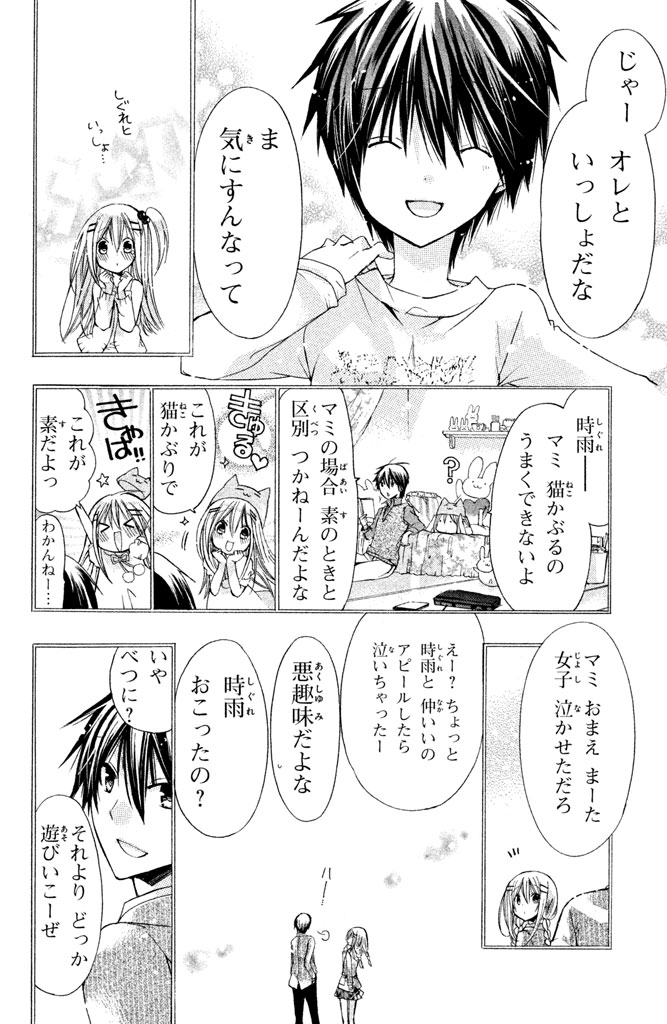 じゃー オレと
いっしょだな
ま
気にすんなって
しぐれと
いっしょ…
時雨――
マミ 猫かぶるの
うまくできないよ
?
マミの場合 素のときと
区別 つかねーんだよな
きゅる♡
これが
猫かぶりで
きゃは!!
これが
素だよっ
わかんねー…
マミ おまえ まーた
女子 泣かせただろ
えー? ちょっと
時雨と 仲いいの
アピールしたら
泣いちゃったー
悪趣味だよな
時雨
おこったの?
いや
べつに?
それより どっか
遊びいこーぜ